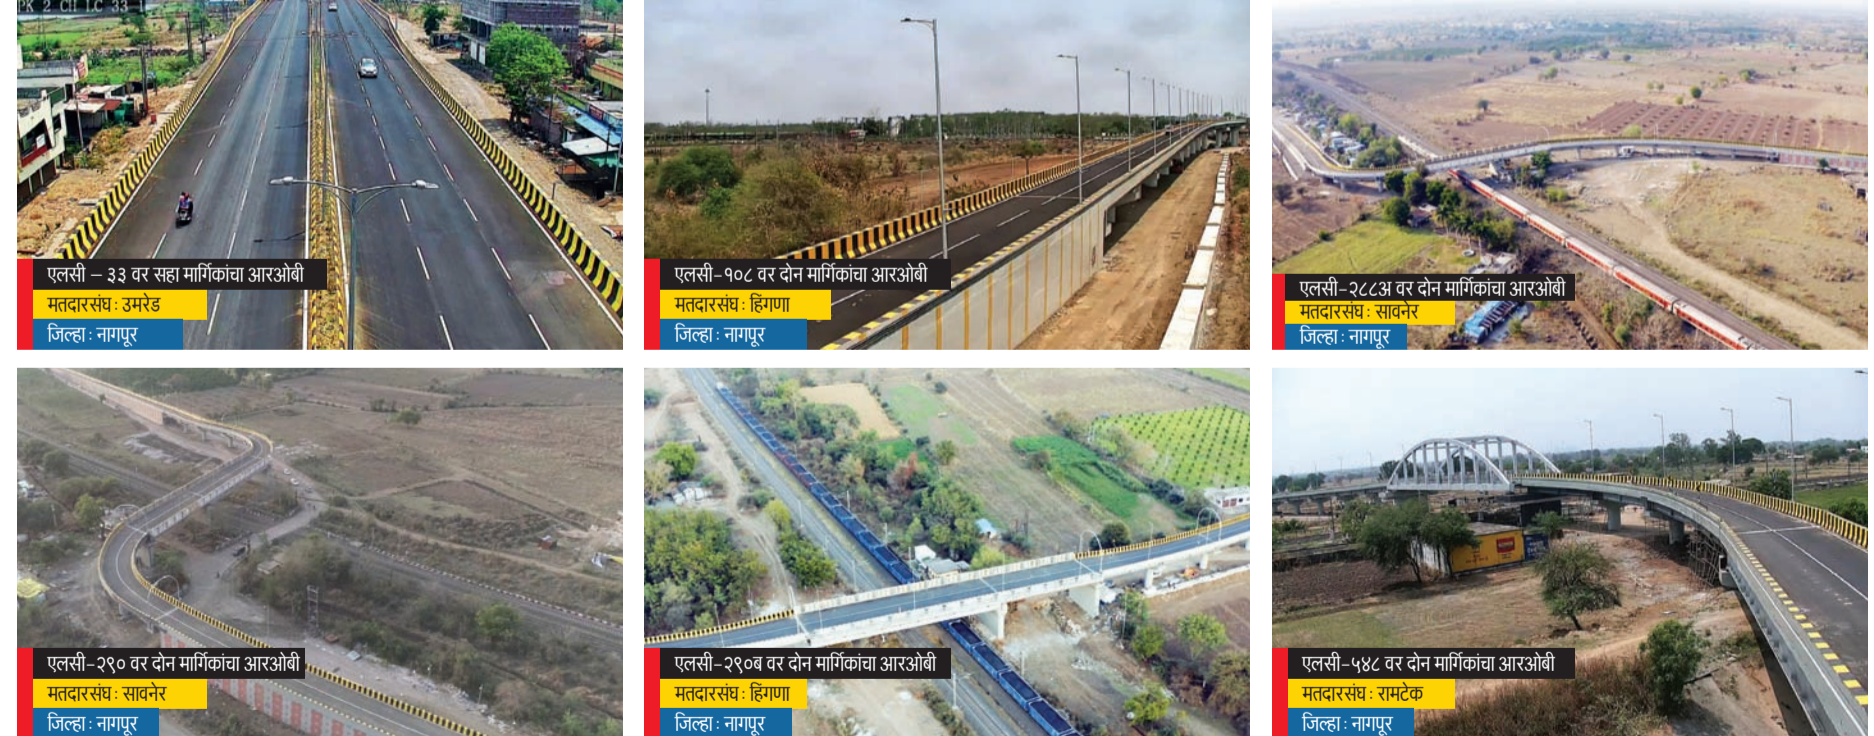 एलसी – ३३ वर सहा मार्गिकांचा आरओबी
मतदारसंघ : उमरेड
जिल्हा : नागपूर
एलसी-१०८ वर दोन मार्गिकांचा आरओबी
मतदारसंघ : हिंगणा
जिल्हा : नागपूर
एलसी-२८८अ वर दोन मार्गिकांचा आरओबी
मतदारसंघ : सावनेर
जिल्हा : नागपूर
एलसी-२९० वर दोन मार्गिकांचा आरओबी
मतदारसंघ : सावनेर
जिल्हा : नागपूर
एलसी-२९०ब वर दोन मार्गिकांचा आरओबी
मतदारसंघ : हिंगणा
जिल्हा : नागपूर
एलसी-५४८ वर दोन मार्गिकांचा आरओबी
मतदारसंघ : रामटेक
जिल्हा : नागपूर